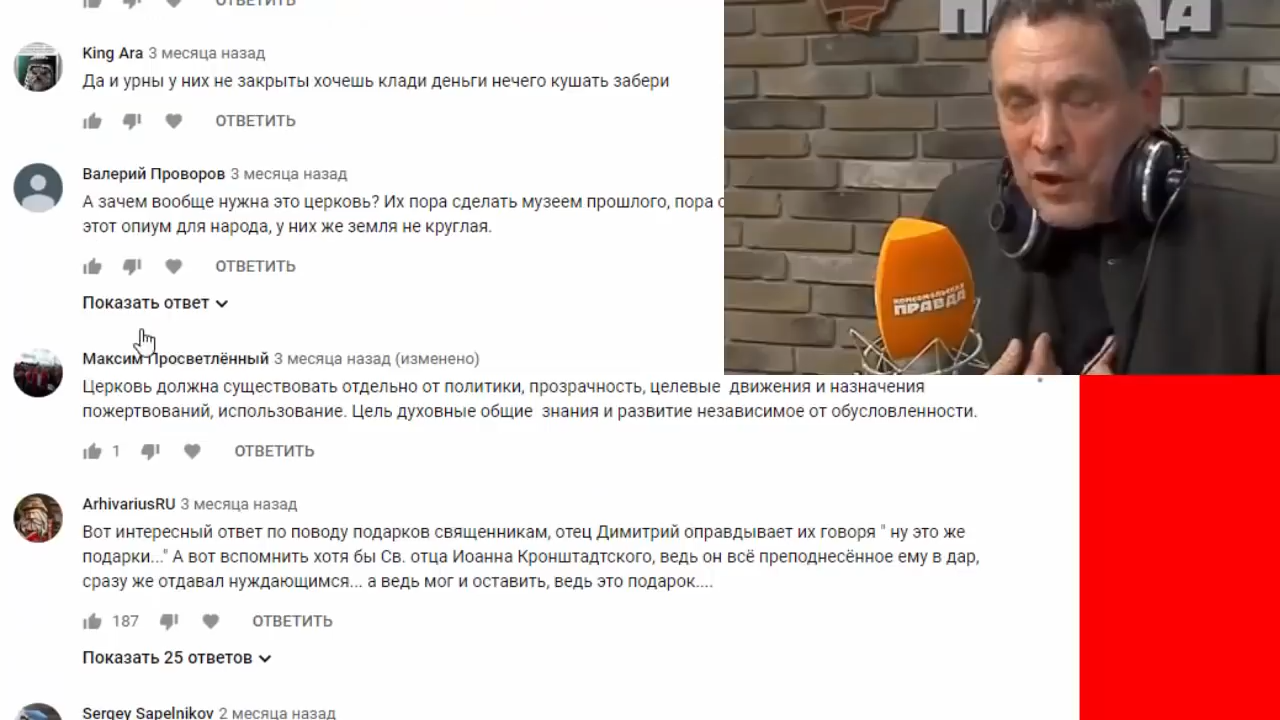 ОТВЕТИТЬ
King Ara 3 месяца назад
Да и урны у них не закрыты хочешь клади деньги нечего кушать забери
ОТВЕТИТЬ
Валерий Проворов 3 месяца назад
А зачем вообще нужна это церковь? Их пора сделать музеем прошлого, пора
этот опиум для народа, у них же земля не круглая.
ОТВЕТИТЬ
Показать ответ
Максим Просветлённый 3 месяца назад (изменено)
Церковь должна существовать отдельно от политики, прозрачность, целевые  движения и назначения
пожертвований, использование. Цель духовные общие  знания и развитие независимое от обусловленности.
1 ОТВЕТИТЬ
ArhivariusRU 3 месяца назад
Вот интересный ответ по поводу подарков священникам, отец Димитрий оправдывает их говоря " ну это же
подарки..." А вот вспомнить хотя бы Св. отца Иоанна Кронштадтского, ведь он всё преподнесённое ему в дар,
сразу же отдавал нуждающимся... а ведь мог и оставить, ведь это подарок....
187 ОТВЕТИТЬ
Показать 25 ответов
Sergey Sapelnikov 2 месяца назад
КОМСОМОЛЬСКАЯ
ПРАВДА